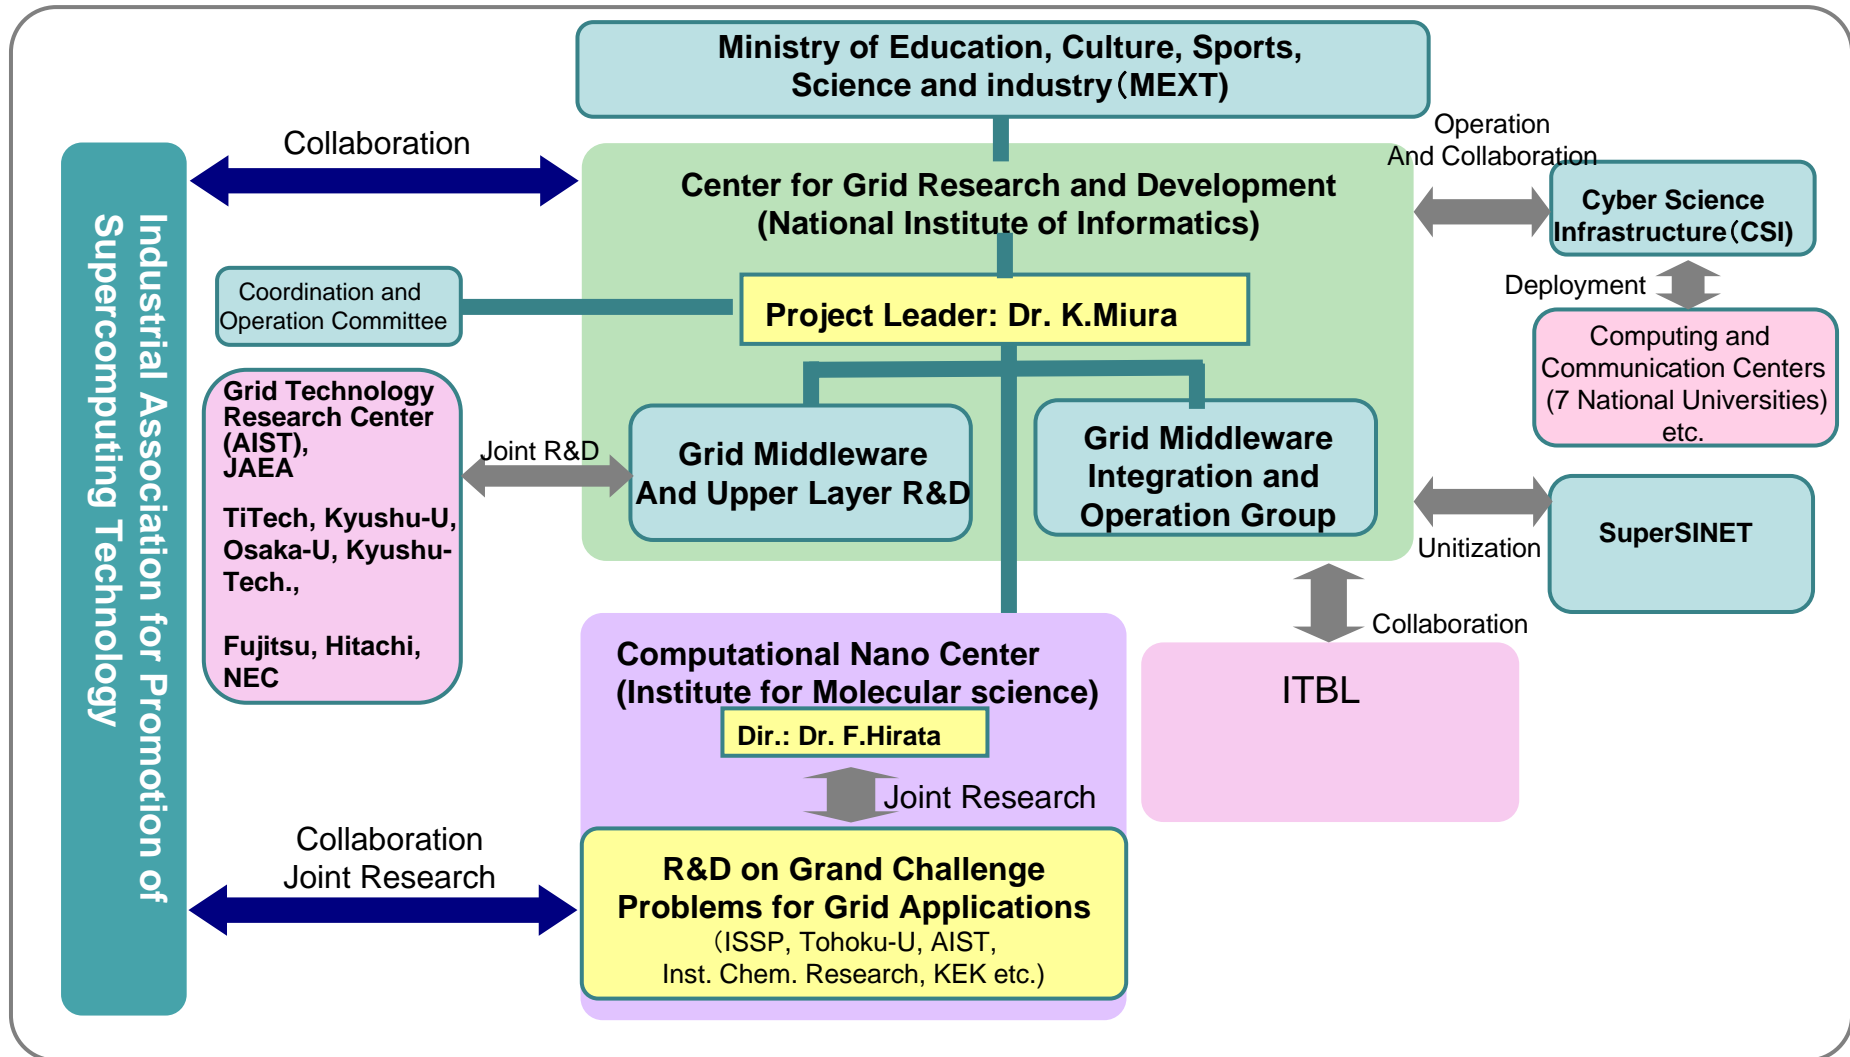 Ministry of Education, Culture, Sports,
Science and industry（MEXT)
Operation
And Collaboration
Collaboration
Center for Grid Research and Development
(National Institute of Informatics)
Cyber Science
Infrastructure（CSI)
Industrial Association for Promotion of
Supercomputing Technology
Coordination and
Operation Committee
Project Leader: Dr. K.Miura
Deployment
Computing and
Communication Centers
(7 National Universities)
etc.
Grid Technology
Research Center
(AIST),
JAEA
TiTech, Kyushu-U,
Osaka-U, Kyushu-
Tech.,
Fujitsu, Hitachi,
NEC
Joint R&D
Grid Middleware
And Upper Layer R&D
Grid Middleware
Integration and
Operation Group
Unitization
SuperSINET
Collaboration
Computational Nano Center
(Institute for Molecular science)
Dir.: Dr. F.Hirata
ITBL
Joint Research
Collaboration
Joint Research
R&D on Grand Challenge
Problems for Grid Applications
（ISSP, Tohoku-U, AIST,
Inst. Chem. Research, KEK etc.)